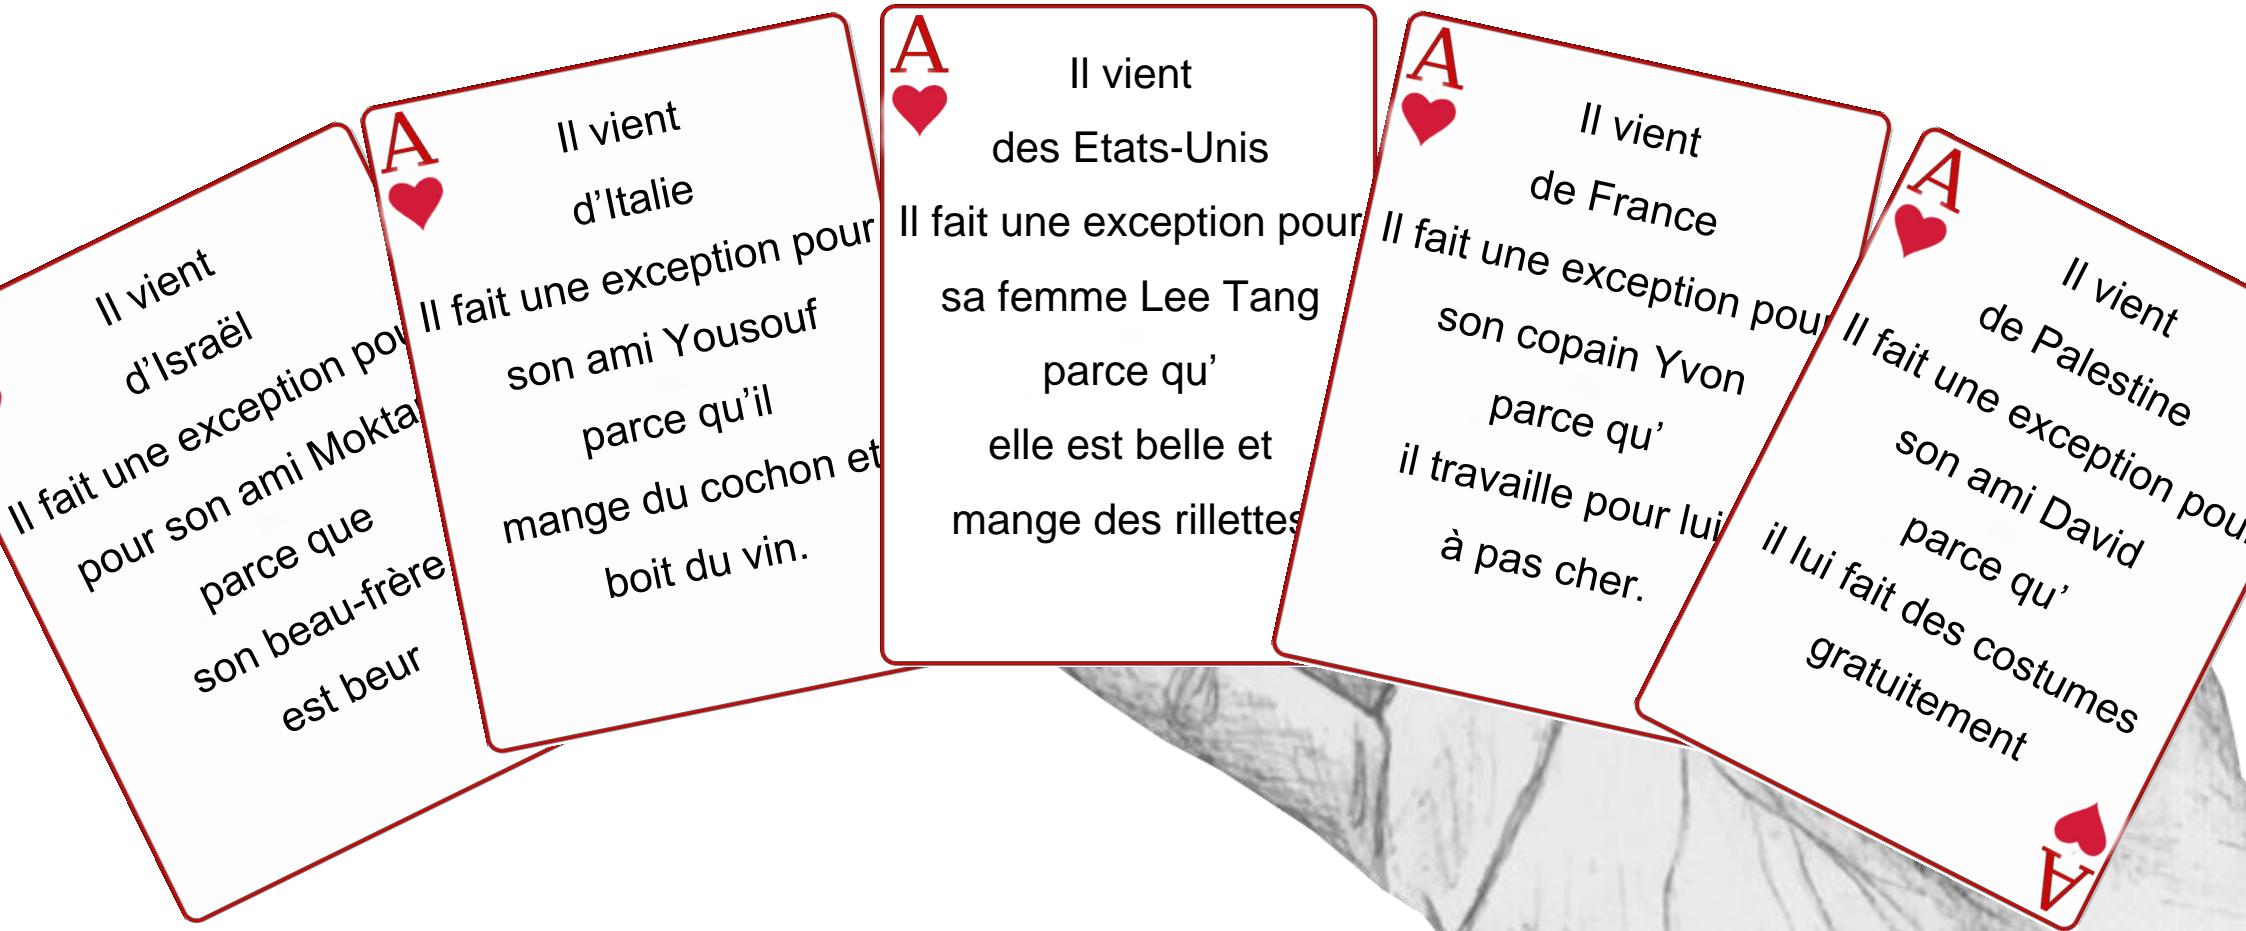 Il vient
d'Israël
Il fait une exception
pour son ami
parce que
son beau-frère
est beur
A
Il vient
d'Italie
Il fait une exception pour
son ami Yousouf
parce qu'il
mange du cochon et
boit du vin.
A
Il vient
des Etats-Unis
Il fait une exception pour
sa femme Lee Tang
parce qu'
elle est belle et
mange des rillettes
A
Il vient
de France
Il fait une exception pour
son copain Yvon
parce qu'
il travaille pour lui
à pas cher.
A
Il vient
de Palestine
Il fait une exception pour
son ami David
parce qu'
il lui fait des costumes
gratuitement
A